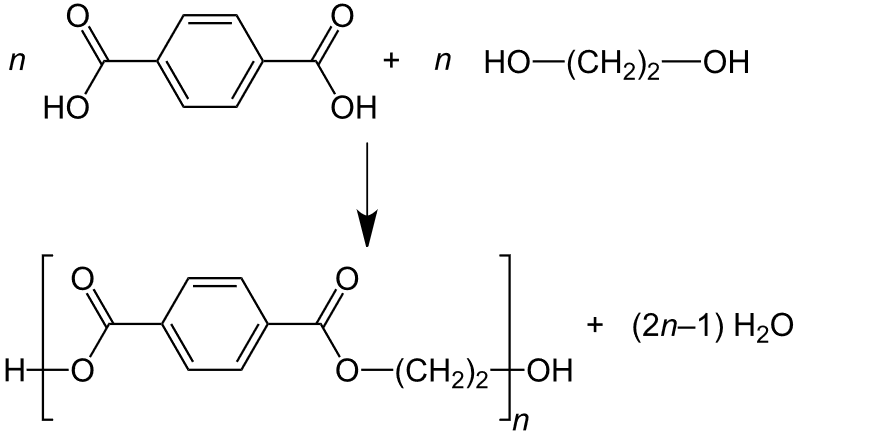 O O
n + n HO—(CH₂)₂—OH
HO OH
O O
+ (2n–1) H₂O
H O O—(CH₂)₂ OH
n